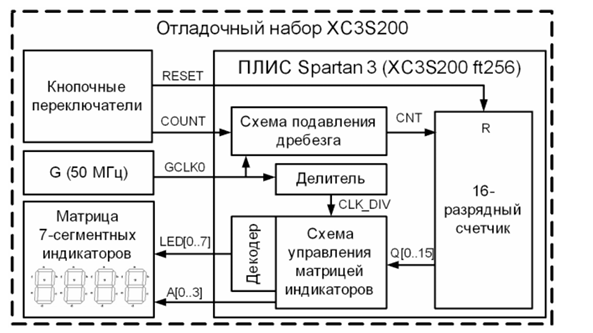 Отладочный набор XC3S200
ПЛИС Spartan 3 (XC3S200 ft256)
Кнопочные
переключатели
RESET
COUNT
Схема подавления
дребезга
CNT
R
16-
разрядный
счетчик
G (50 МГц)
GCLK0
Делитель
CLK_DIV
Матрица
7-сегментных
индикаторов
LED[0..7]
A[0..3]
Декодер
Схема
управления
матрицей
индикаторов
Q[0..15]